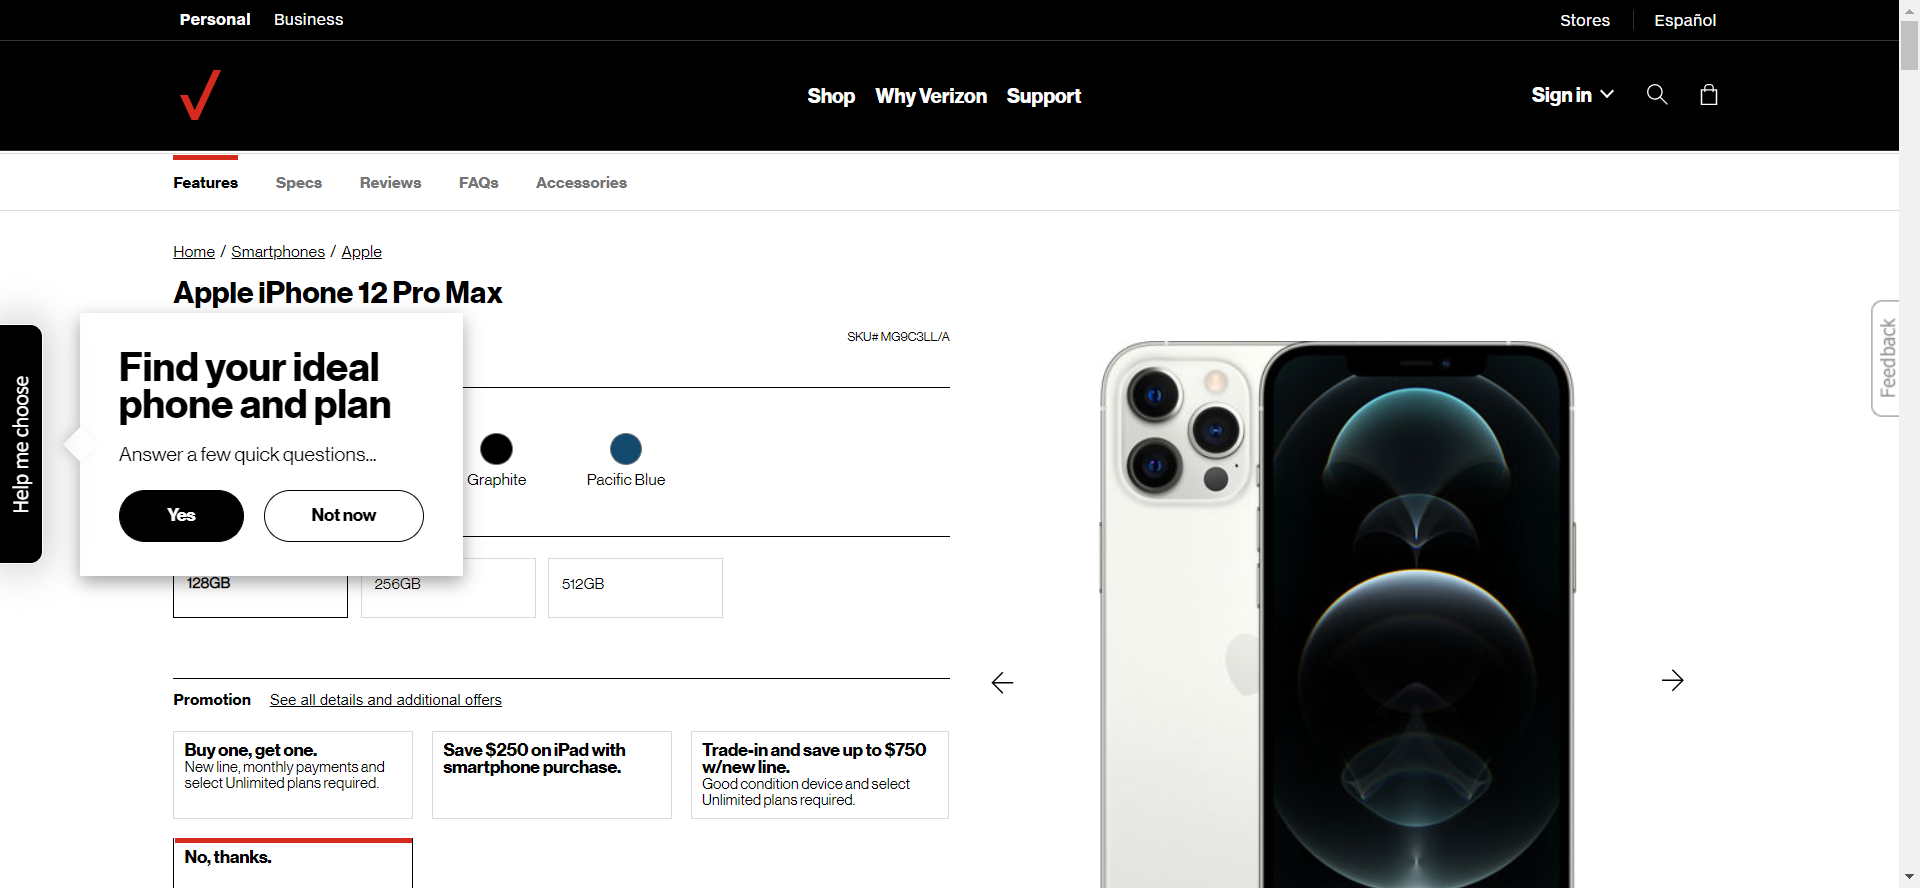 Personal Business Stores Español
Shop Why Verizon Support Sign in
Features Specs Reviews FAQs Accessories
Home / Smartphones / Apple
Apple iPhone 12 Pro Max
SKU# MG9C3LL/A
Feedback
Help me choose
Find your ideal
phone and plan
Answer a few quick questions...
Yes Not now
Graphite Pacific Blue
128GB 256GB 512GB
Promotion See all details and additional offers
Buy one, get one.
New line, monthly payments and
select Unlimited plans required.
Save $250 on iPad with
smartphone purchase.
Trade-in and save up to $750
w/new line.
Good condition device and select
Unlimited plans required.
No, thanks.